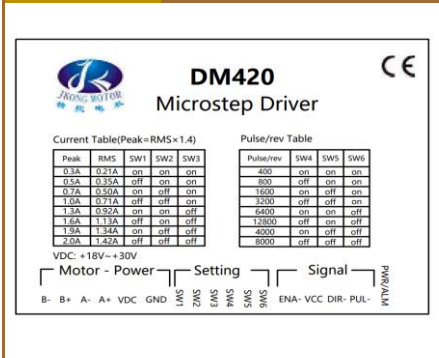 JKONG MOTOR
DM420
Microstep Driver
CE
Current Table(Peak=RMS×1.4)
Peak RMS SW1 SW2 SW3
0.3A 0.21A on on on
0.5A 0.35A off on on
0.7A 0.50A on off on
1.0A 0.71A off off on
1.3A 0.92A on on off
1.6A 1.13A off on off
1.9A 1.34A on off off
2.0A 1.42A off off off
Pulse/rev Table
Pulse/rev SW4 SW5 SW6
400 on on on
800 off on on
1600 on off on
3200 off off on
6400 on on off
12800 off on off
4000 on off off
8000 off off off
VDC: +18V~+30V
Motor - Power
B- B+ A- A+ VDC GND
Setting
SW1 SW2 SW3 SW4 SW5 SW6
Signal
ENA- VCC DIR- PUL-
PWR/ALM